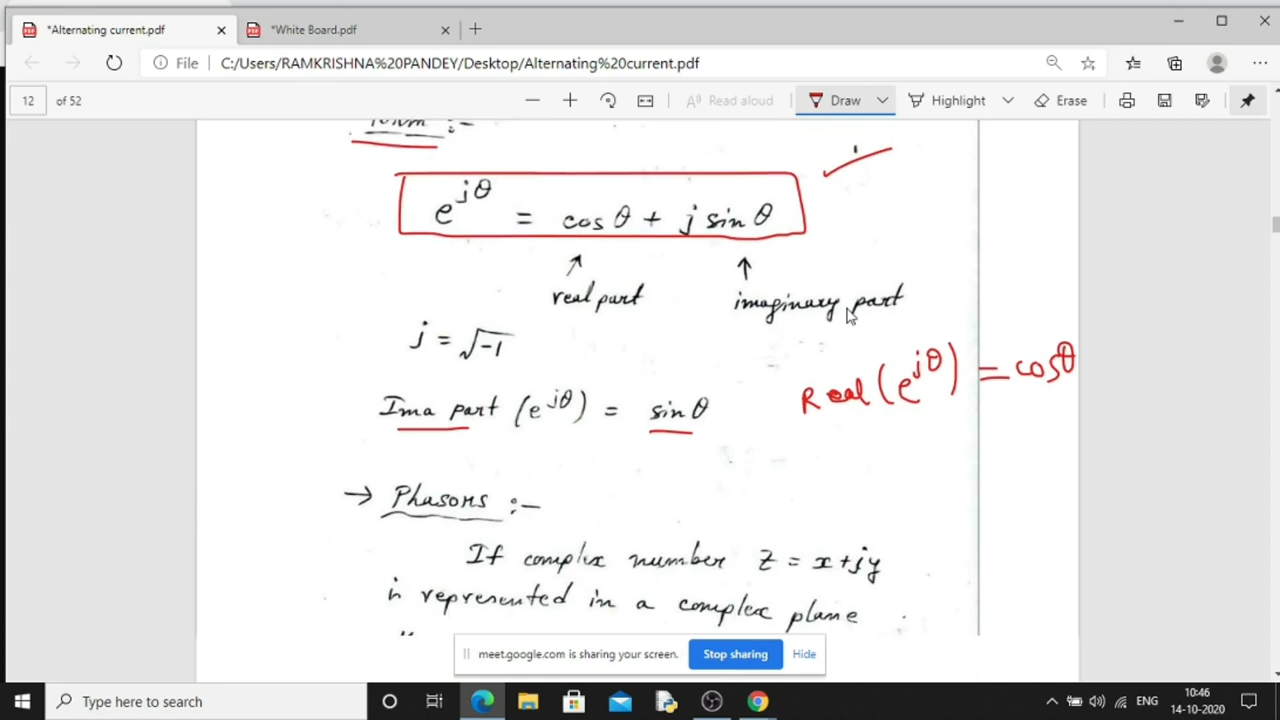 *Alternating current.pdf
*White Board.pdf
File
C:/Users/RAMKRISHNA%20PANDEY/Desktop/Alternating%20current.pdf
12 of 52
Read aloud
Draw
Highlight
Erase
:-
e^jθ = cosθ + j sinθ
↑ ↑
real part imaginary part
j = √-1
Real (e^jθ) = cosθ
Ima part (e^jθ) = sinθ
→ Phasors :-
If complex number z = x+jy
is represented in a complex plane
meet.google.com is sharing your screen. Stop sharing Hide
Type here to search
ENG
10:46
14-10-2020